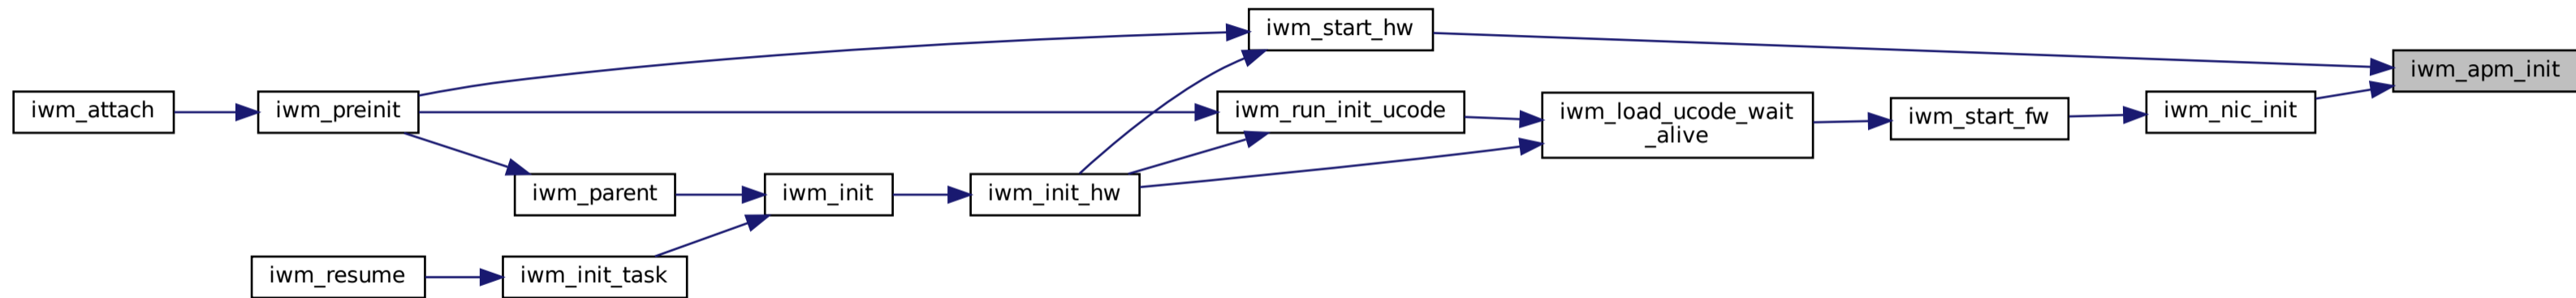 iwm_start_hw
iwm_apm_init
iwm_attach
iwm_preinit
iwm_run_init_ucode
iwm_load_ucode_wait
_alive
iwm_start_fw
iwm_nic_init
iwm_parent
iwm_init
iwm_init_hw
iwm_resume
iwm_init_task